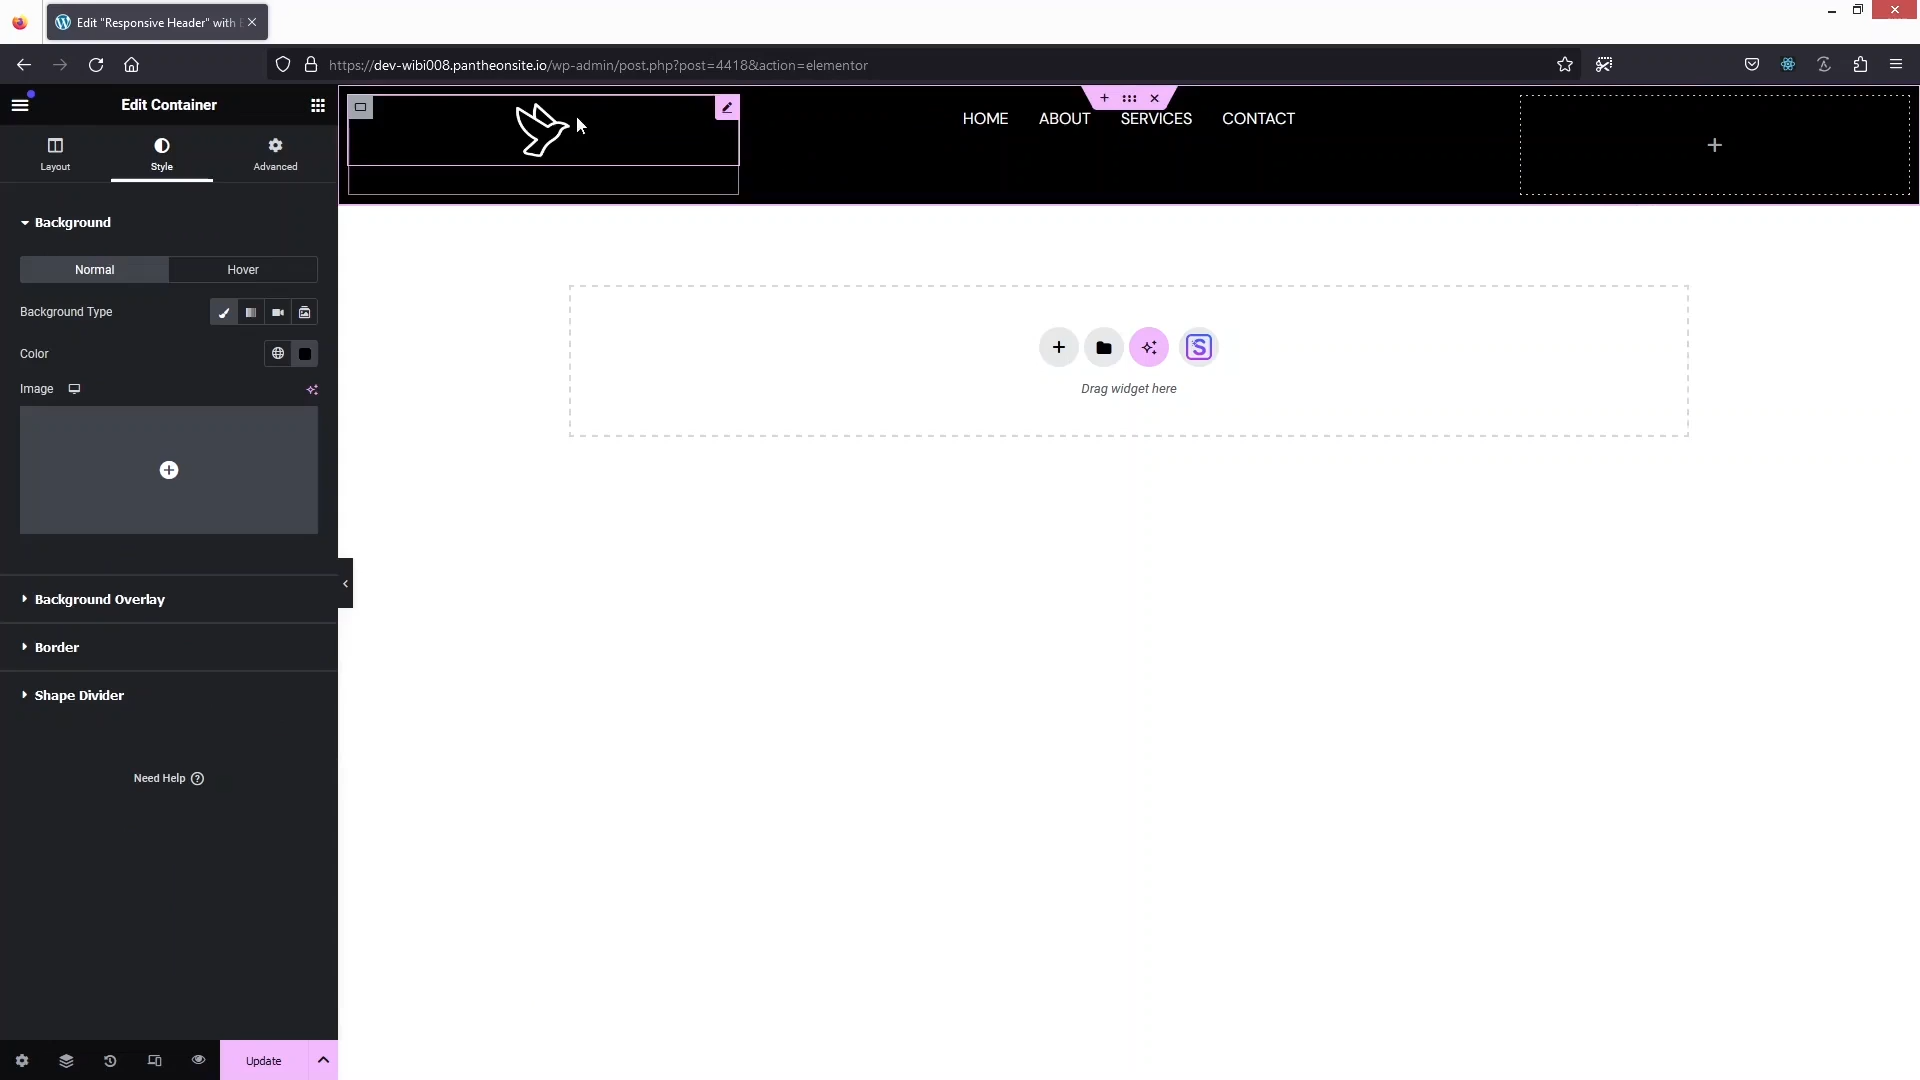 Edit "Responsive Header" with
https://dev-wibi008.pantheonsite.io/wp-admin/post.php?post=4418&action=elementor
Edit Container
Layout
Style
Advanced
HOME
ABOUT
SERVICES
CONTACT
Background
Normal
Hover
Background Type
Color
Image
Drag widget here
Background Overlay
Border
Shape Divider
Need Help
Update